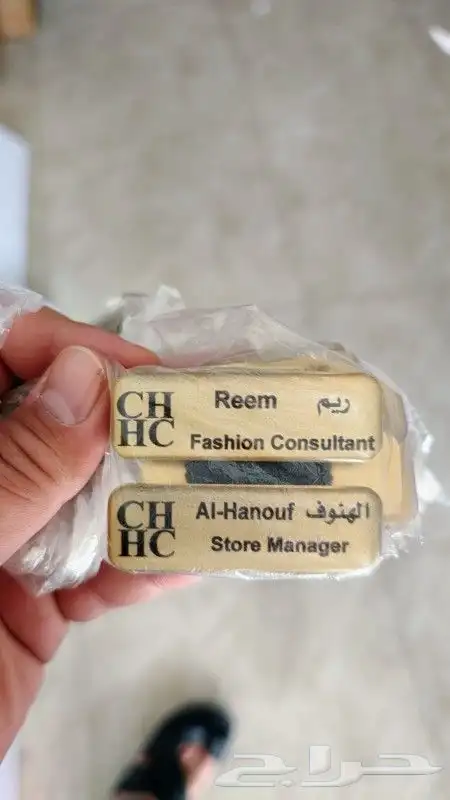 CH
HC
Reem ريم
Fashion Consultant
CH
HC
Al-Hanouf الهنوف
Store Manager
حراج